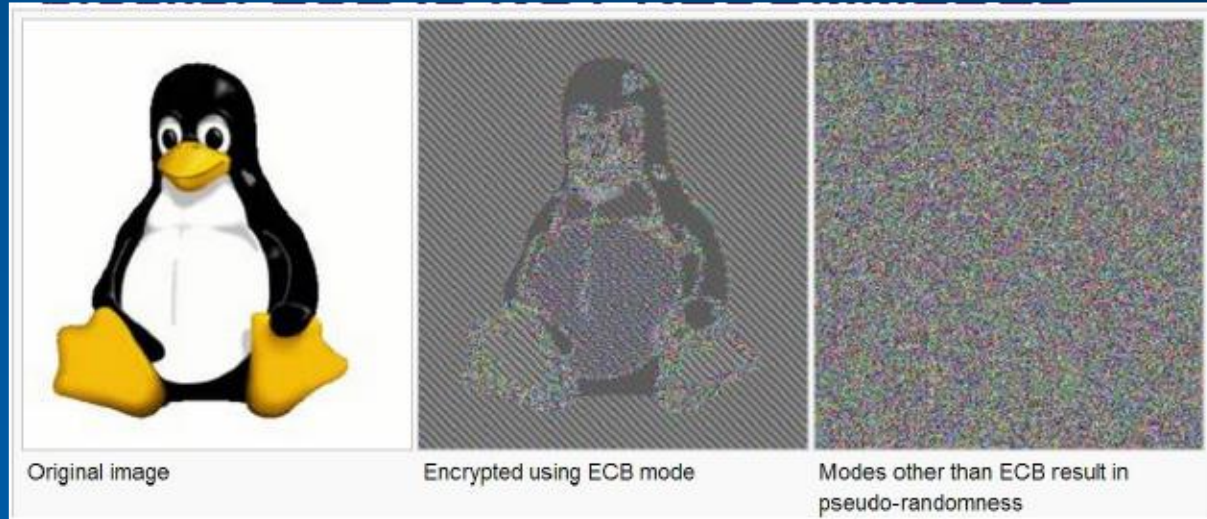 Original image
Encrypted using ECB mode
Modes other than ECB result in
pseudo-randomness